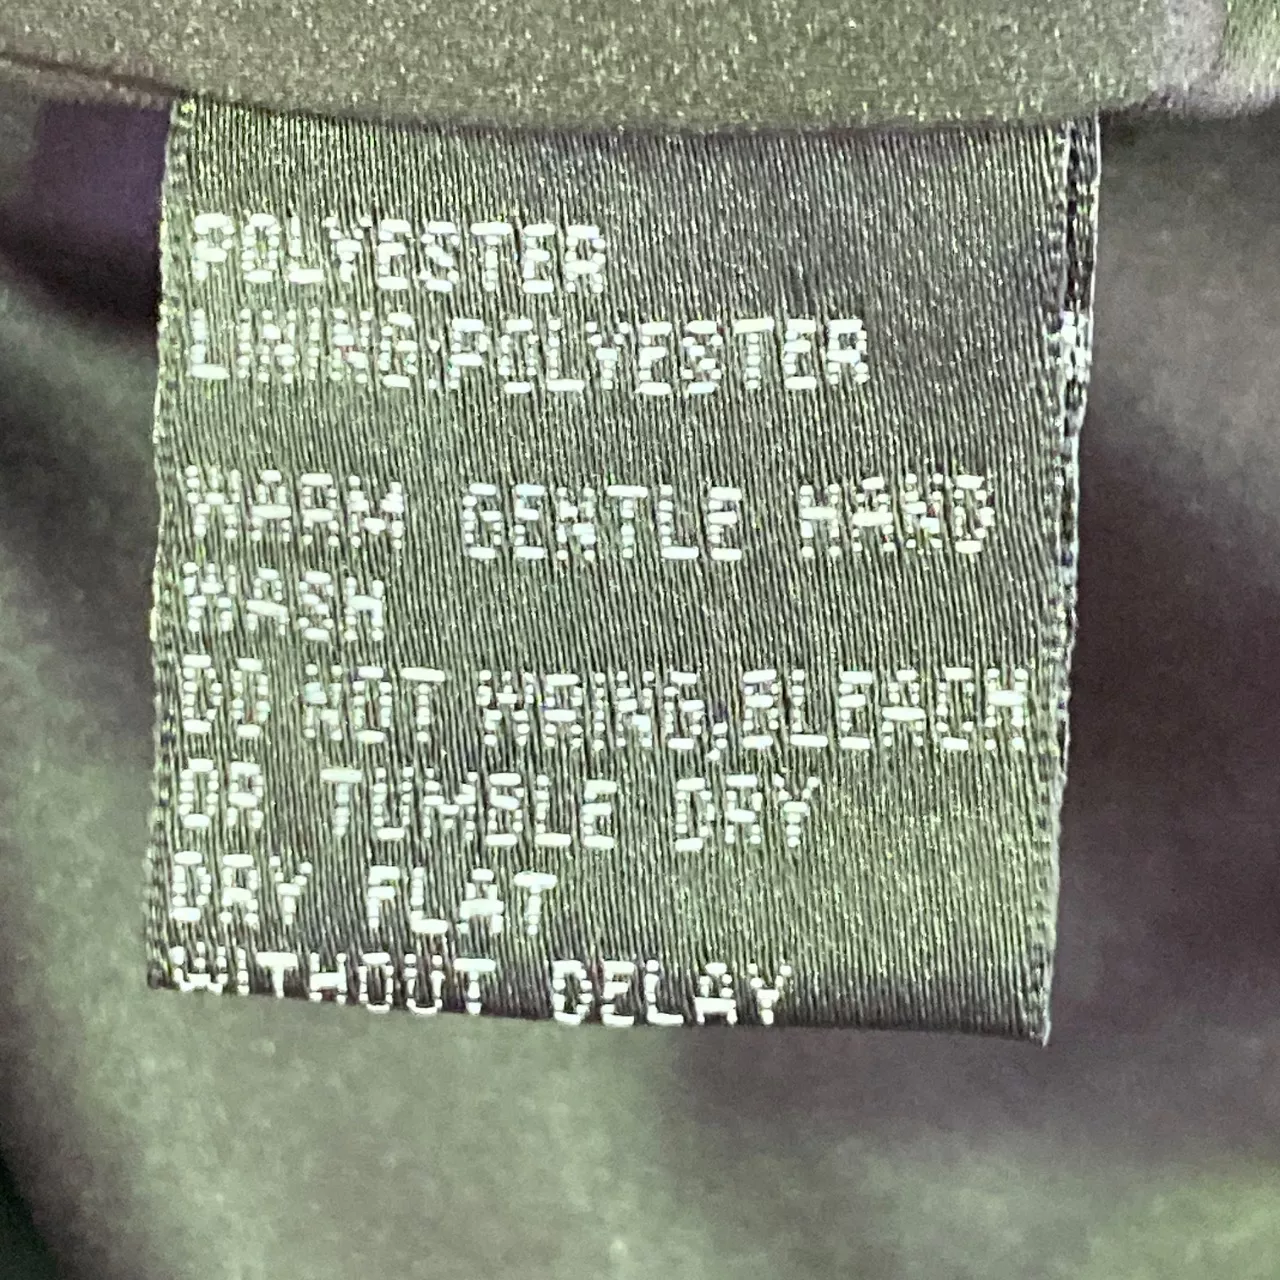 POLYESTER
LINING:POLYESTER
WARM GENTLE HAND
WASH
DO NOT WRING,BLEACH
OR TUMBLE DRY
DRY FLAT
WITHOUT DELAY